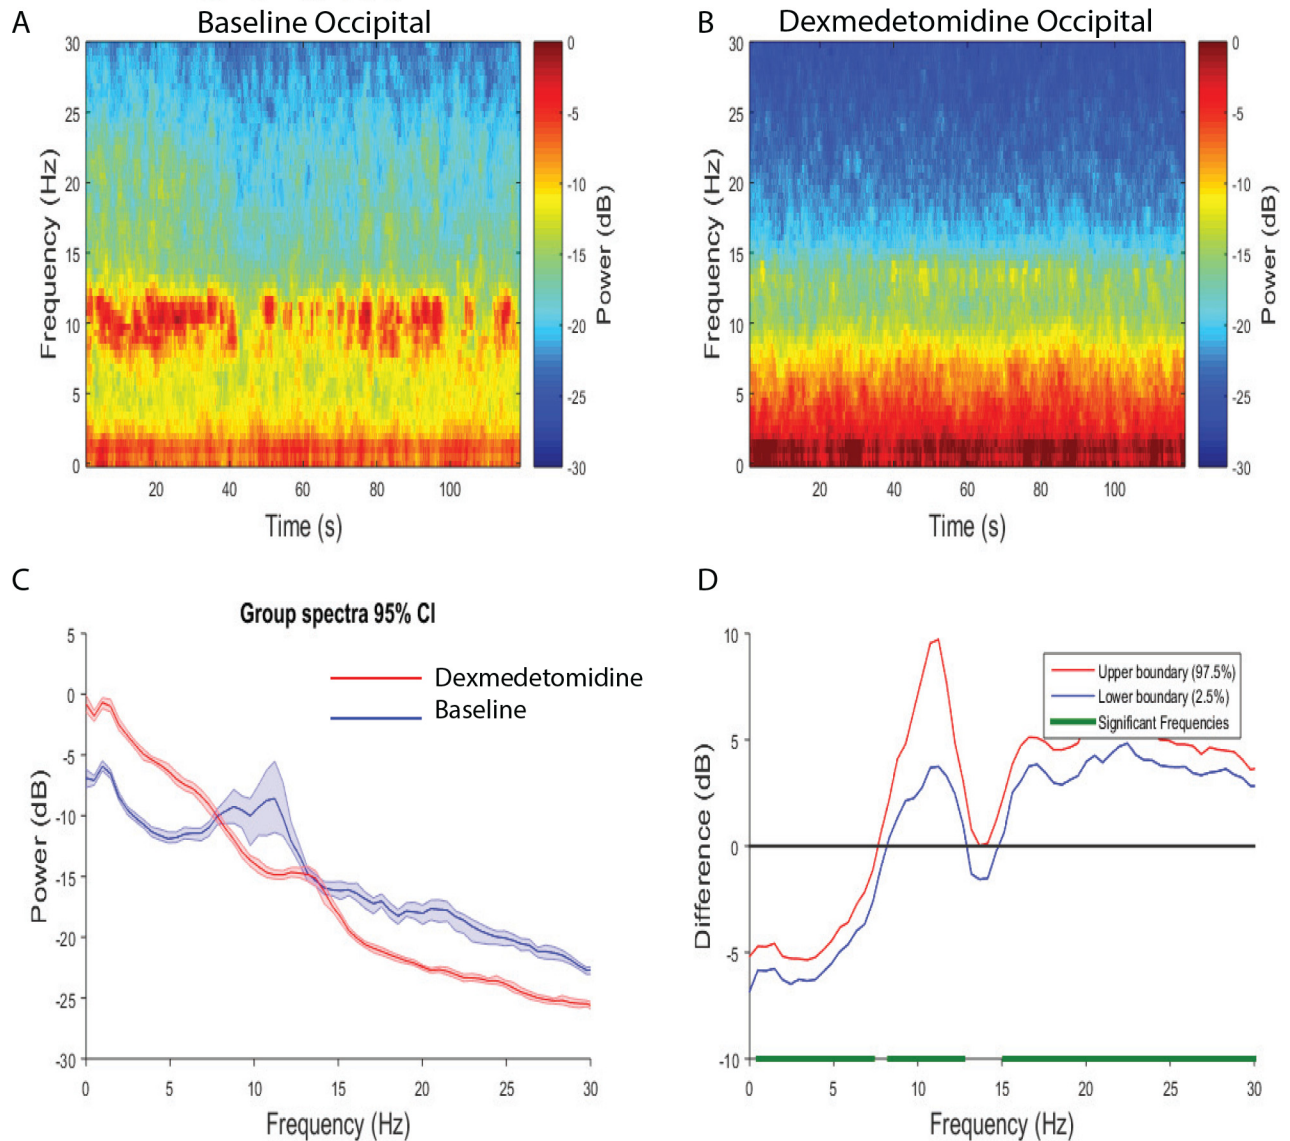 A
Baseline Occipital
30
25
20
15
10
5
0
Frequency (Hz)
20
40
60
80
100
Time (s)
0
-5
-10
-15
-20
-25
-30
Power (dB)
B
Dexmedetomidine Occipital
30
25
20
15
10
5
0
Frequency (Hz)
20
40
60
80
100
Time (s)
0
-5
-10
-15
-20
-25
-30
Power (dB)
C
Group spectra 95% CI
Dexmedetomidine
Baseline
5
0
-5
-10
-15
-20
-25
-30
Power (dB)
0
5
10
15
20
25
30
Frequency (Hz)
D
Upper boundary (97.5%)
Lower boundary (2.5%)
Significant Frequencies
10
5
0
-5
-10
Difference (dB)
0
5
10
15
20
25
30
Frequency (Hz)